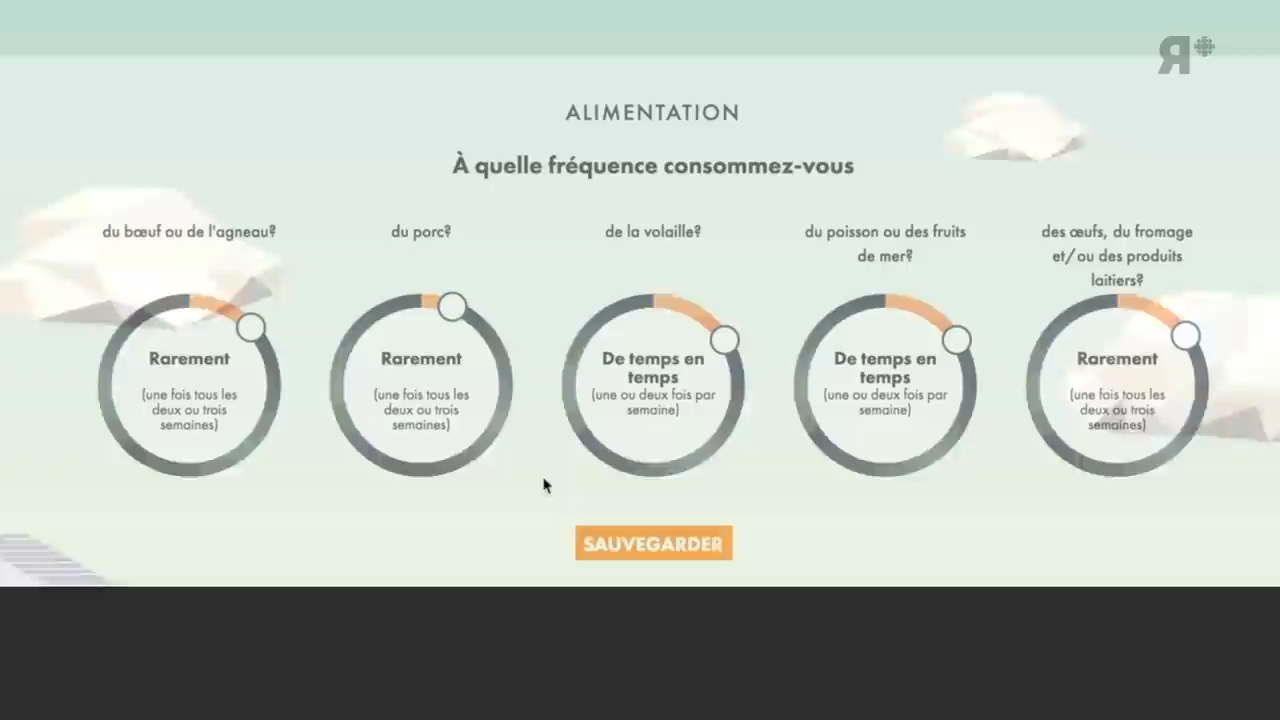 ALIMENTATION
À quelle fréquence consommez-vous
du bœuf ou de l'agneau?
Rarement
(une fois tous les
deux ou trois
semaines)
du porc?
Rarement
(une fois tous les
deux ou trois
semaines)
de la volaille?
De temps en
temps
(une ou deux fois par
semaine)
du poisson ou des fruits
de mer?
De temps en
temps
(une ou deux fois par
semaine)
des œufs, du fromage
et/ou des produits
laitiers?
Rarement
(une fois tous les
deux ou trois
semaines)
SAUVEGARDER